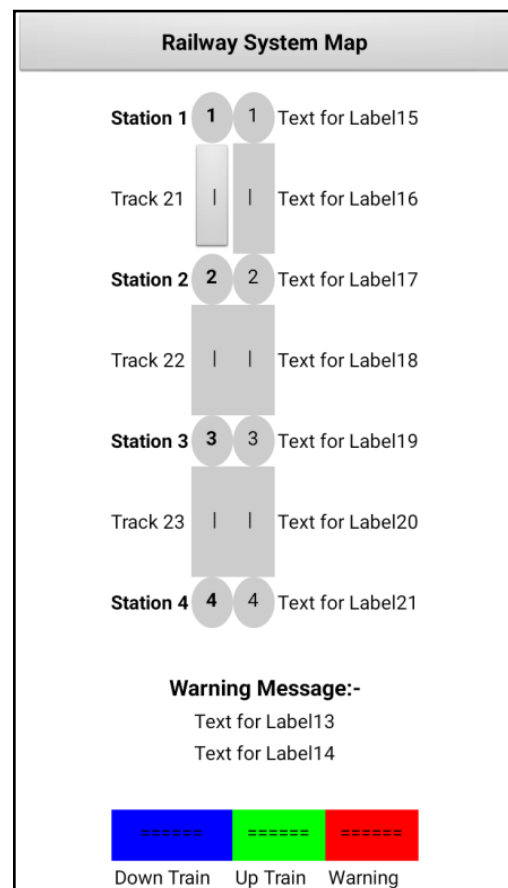 Railway System Map
Station 1 1 1 Text for Label15
Track 21 | | Text for Label16
Station 2 2 2 Text for Label17
Track 22 | | Text for Label18
Station 3 3 3 Text for Label19
Track 23 | | Text for Label20
Station 4 4 4 Text for Label21
Warning Message:-
Text for Label13
Text for Label14
====== ====== ======
Down Train Up Train Warning